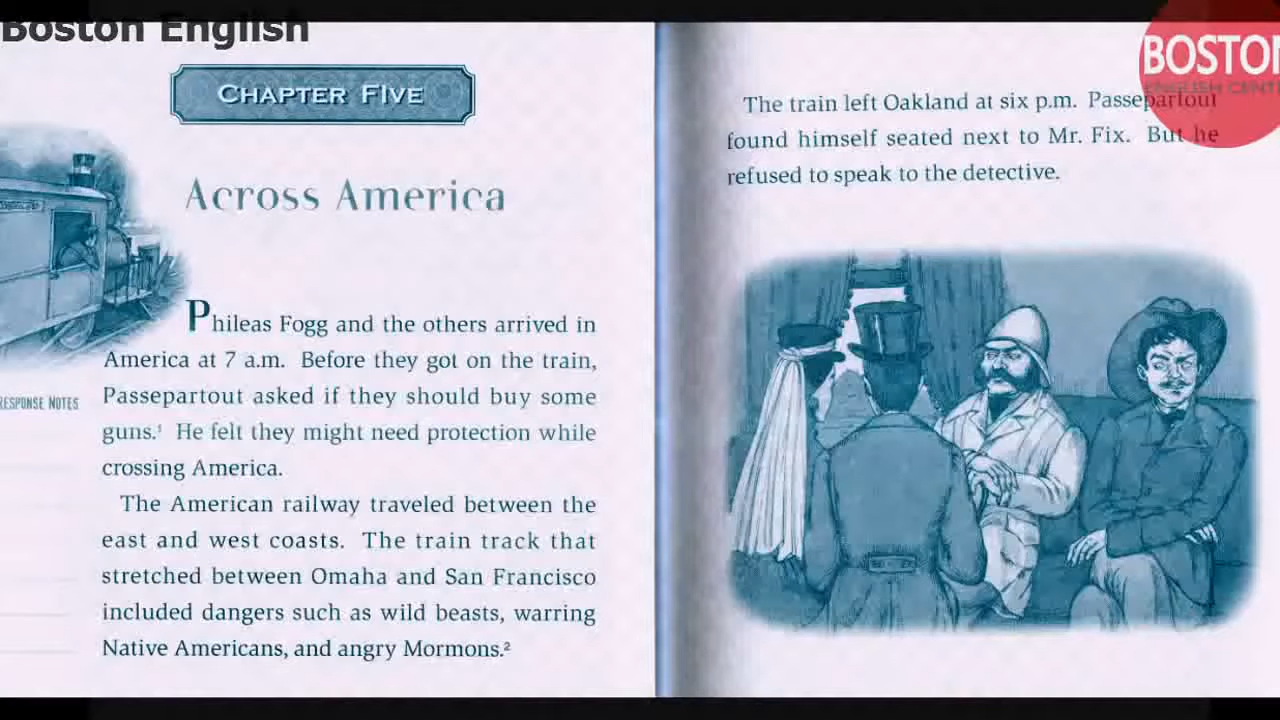 Boston English
CHAPTER FIVE
Across America
Phileas Fogg and the others arrived in
America at 7 a.m. Before they got on the train,
Passepartout asked if they should buy some
guns.¹ He felt they might need protection while
crossing America.
RESPONSE NOTES
The American railway traveled between the
east and west coasts. The train track that
stretched between Omaha and San Francisco
included dangers such as wild beasts, warring
Native Americans, and angry Mormons.²
BOSTON
ENGLISH CENT
The train left Oakland at six p.m. Passepartout
found himself seated next to Mr. Fix. But he
refused to speak to the detective.